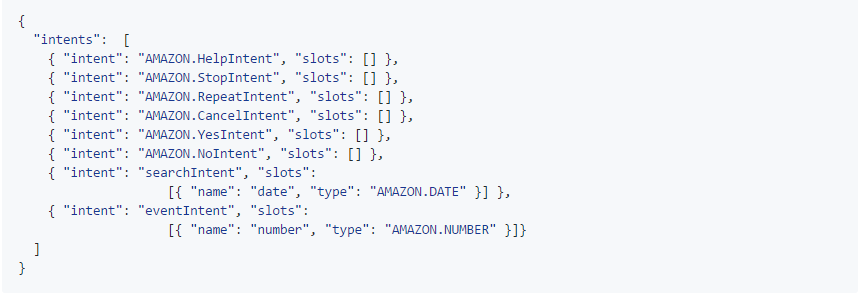 {
  "intents":  [
    { "intent": "AMAZON.HelpIntent", "slots": [] },
    { "intent": "AMAZON.StopIntent", "slots": [] },
    { "intent": "AMAZON.RepeatIntent", "slots": [] },
    { "intent": "AMAZON.CancelIntent", "slots": [] },
    { "intent": "AMAZON.YesIntent", "slots": [] },
    { "intent": "AMAZON.NoIntent", "slots": [] },
    { "intent": "searchIntent", "slots":
                    [{ "name": "date", "type": "AMAZON.DATE" }] },
    { "intent": "eventIntent", "slots":
                    [{ "name": "number", "type": "AMAZON.NUMBER" }]}
  ]
}